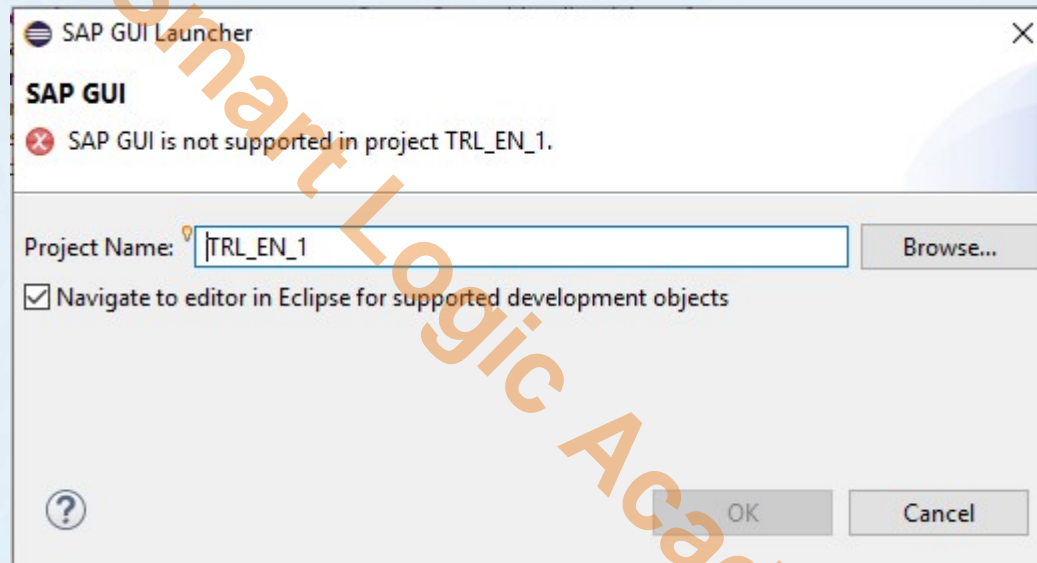 SAP GUI Launcher
SAP GUI
SAP GUI is not supported in project TRL_EN_1.
Project Name: TRL_EN_1 Browse...
Navigate to editor in Eclipse for supported development objects
OK Cancel
Smart Logic